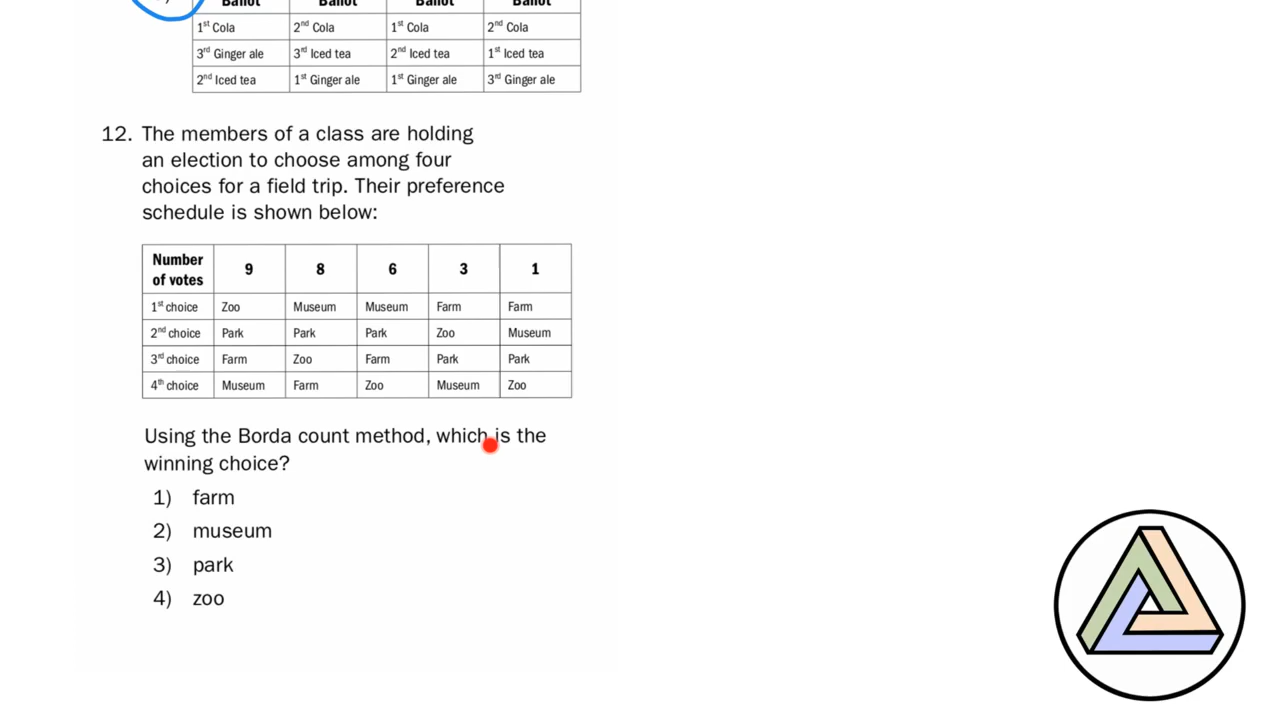 Ballot Ballot Ballot Ballot
1st Cola 2nd Cola 1st Cola 2nd Cola
3rd Ginger ale 3rd Iced tea 2nd Iced tea 1st Iced tea
2nd Iced tea 1st Ginger ale 1st Ginger ale 3rd Ginger ale
12. The members of a class are holding
an election to choose among four
choices for a field trip. Their preference
schedule is shown below:
Number of votes 9 8 6 3 1
1st choice Zoo Museum Museum Farm Farm
2nd choice Park Park Park Zoo Museum
3rd choice Farm Zoo Farm Park Park
4th choice Museum Farm Zoo Museum Zoo
Using the Borda count method, which is the
winning choice?
1) farm
2) museum
3) park
4) zoo